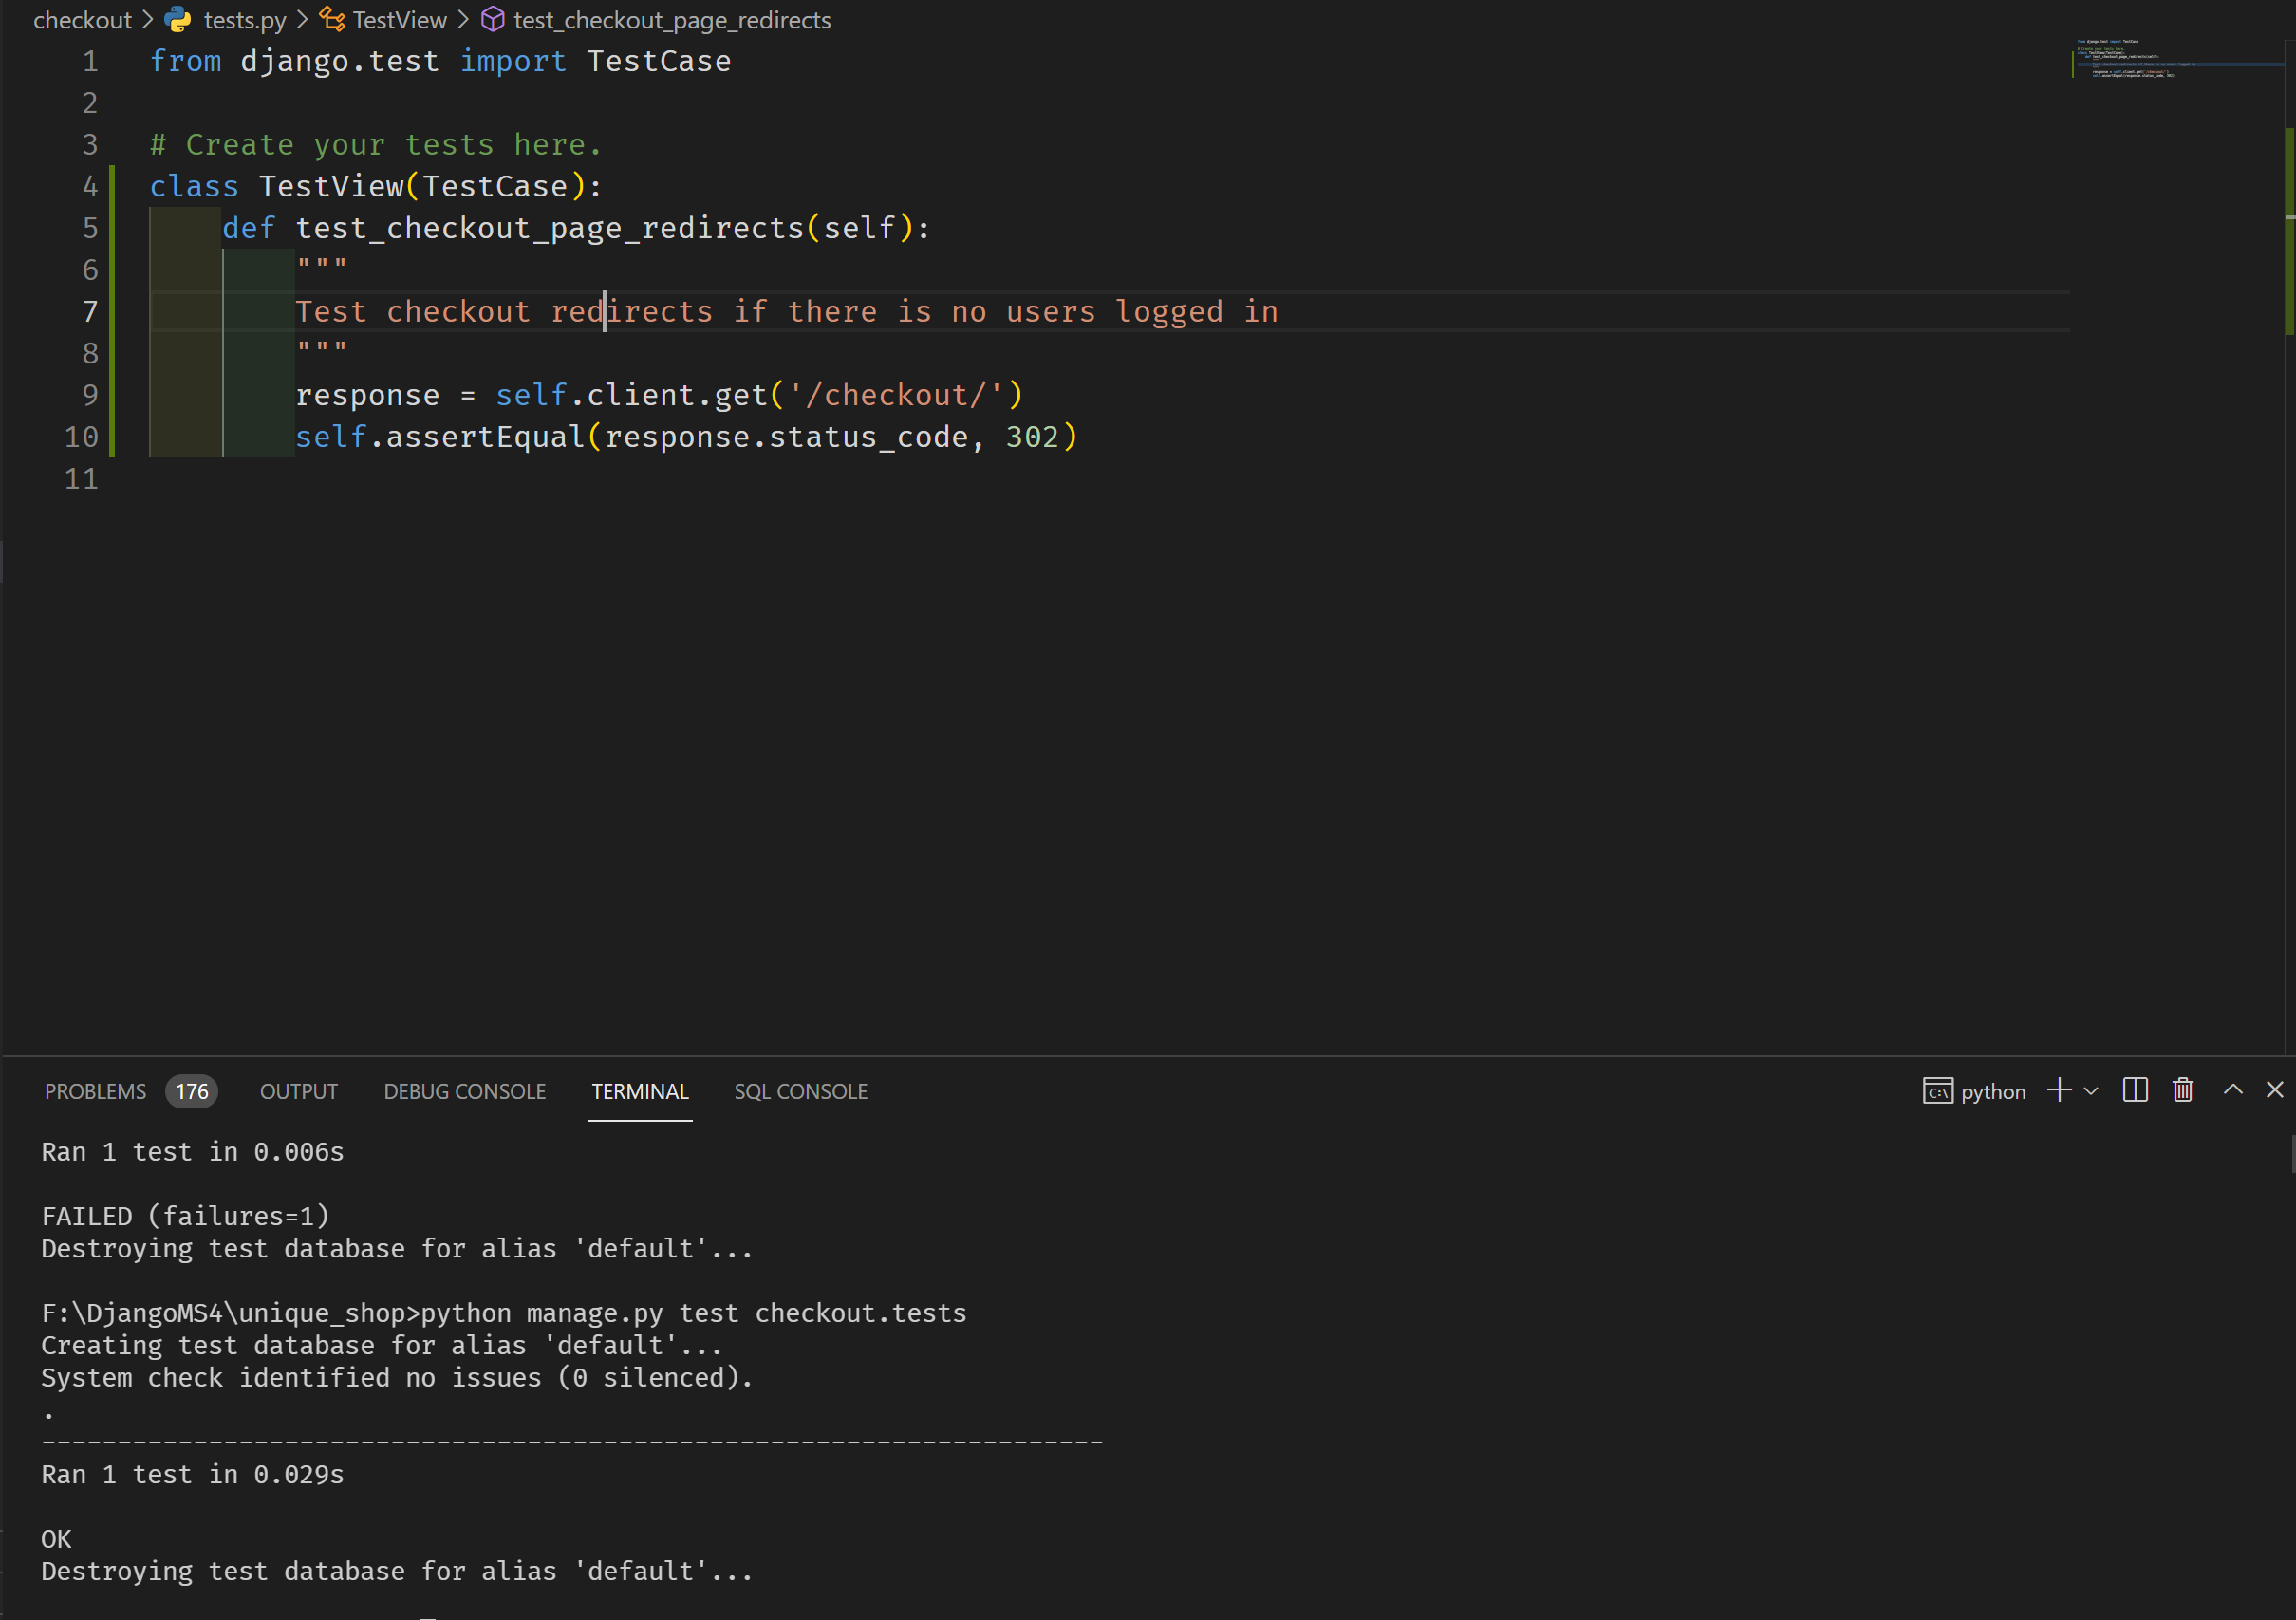 checkout > tests.py > TestView > test_checkout_page_redirects
1 from django.test import TestCase
2
3 # Create your tests here.
4 class TestView(TestCase):
5     def test_checkout_page_redirects(self):
6         """
7         Test checkout redirects if there is no users logged in
8         """
9         response = self.client.get('/checkout/')
10         self.assertEqual(response.status_code, 302)
11
PROBLEMS 176 OUTPUT DEBUG CONSOLE TERMINAL SQL CONSOLE python
Ran 1 test in 0.006s
FAILED (failures=1)
Destroying test database for alias 'default'...
F:\DjangoMS4\unique_shop>python manage.py test checkout.tests
Creating test database for alias 'default'...
System check identified no issues (0 silenced).
.
----------------------------------------------------------------------
Ran 1 test in 0.029s
OK
Destroying test database for alias 'default'...